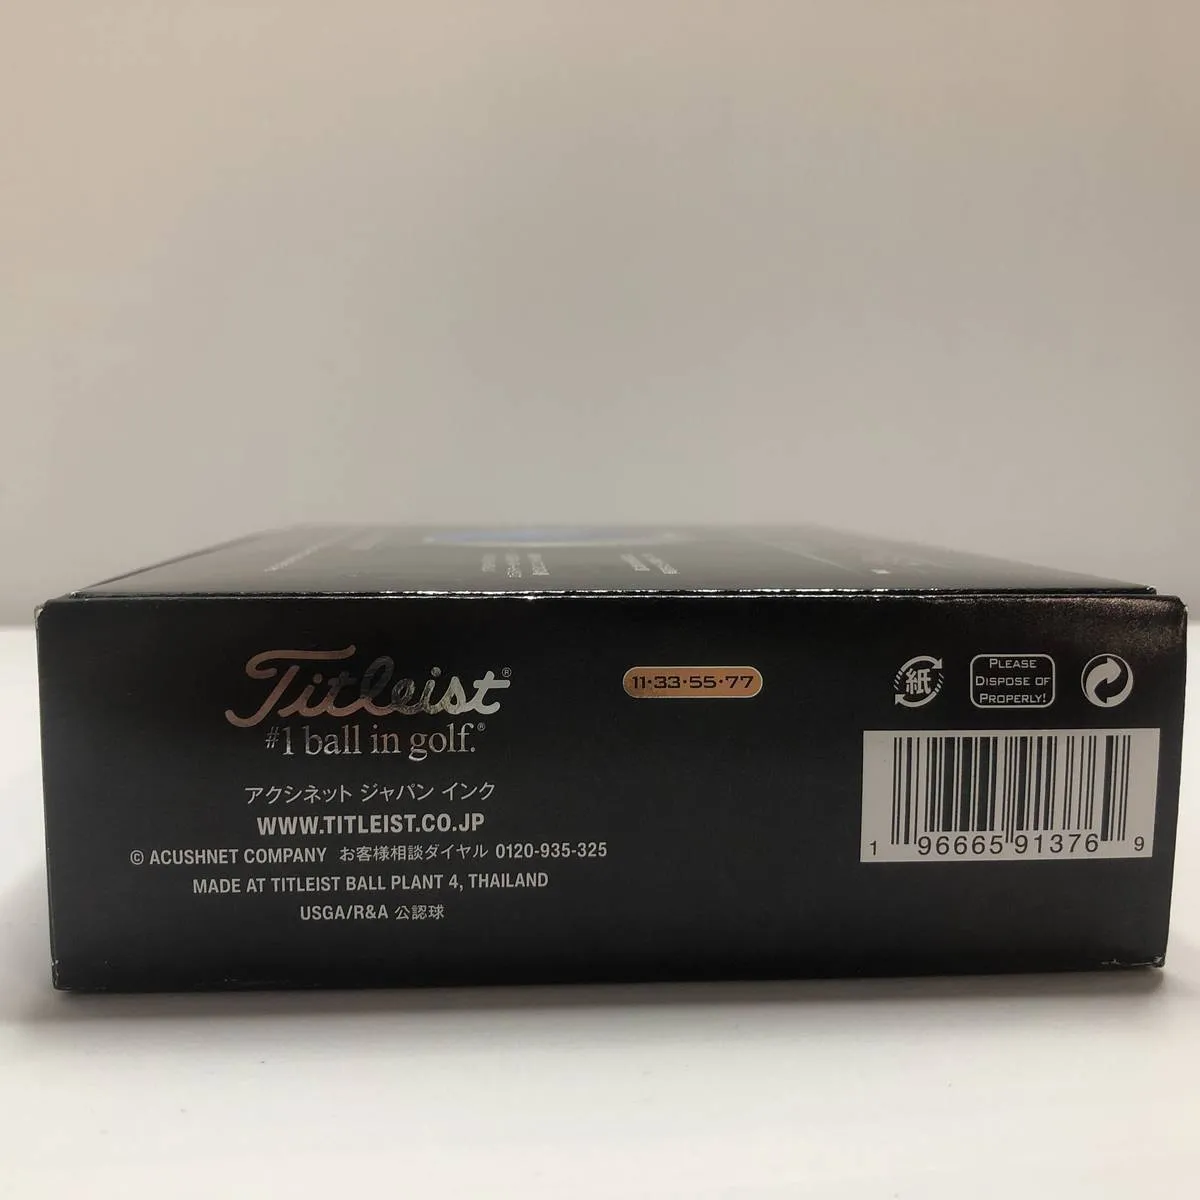 Titleist®
#1 ball in golf.®
アクシネット ジャパン インク
WWW.TITLEIST.CO.JP
© ACUSHNET COMPANY お客様相談ダイヤル 0120-935-325
MADE AT TITLEIST BALL PLANT 4, THAILAND
USGA/R&A 公認球
11·33·55·77
紙
PLEASE
DISPOSE OF
PROPERLY!
1 96665 91376 9